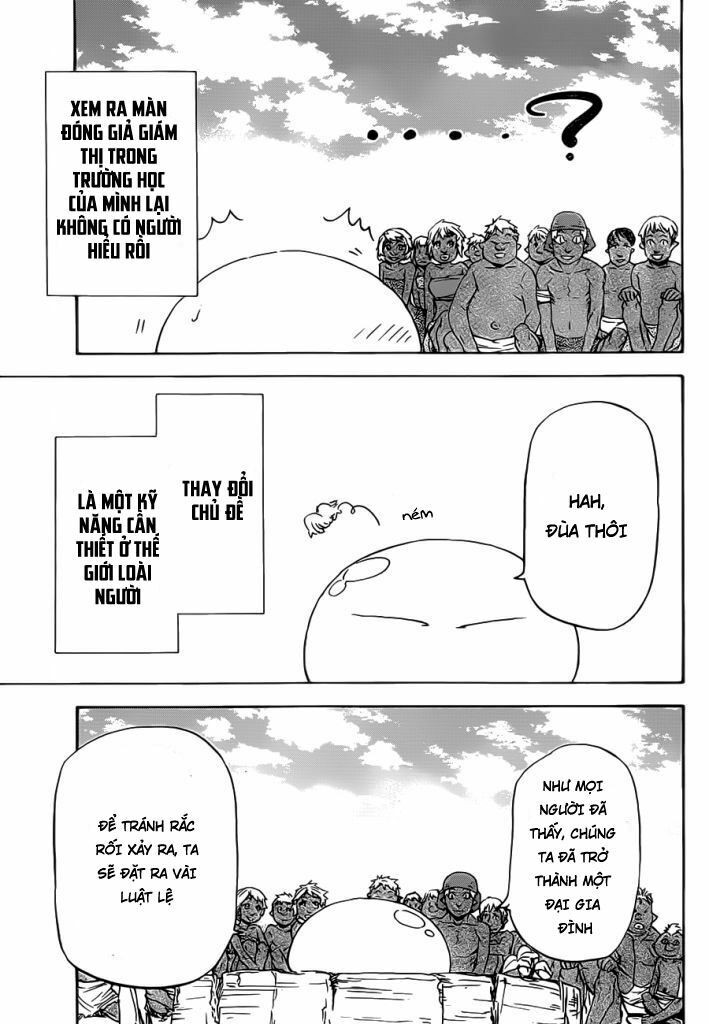 XEM RA MÀN
ĐÓNG GIẢ GIÁM
THỊ TRONG
TRƯỜNG HỌC
CỦA MÌNH LẠI
KHÔNG CÓ NGƯỜI
HIỂU RỒI
.....?
HAH,
ĐÙA THÔI
ném
THAY ĐỔI
CHỦ ĐỀ
LÀ MỘT KỸ
NĂNG CẦN
THIẾT Ở THẾ
GIỚI LOÀI
NGƯỜI
NHƯ MỌI
NGƯỜI ĐÃ
THẤY, CHÚNG
TA ĐÃ TRỞ
THÀNH MỘT
ĐẠI GIA
ĐÌNH
ĐỂ TRÁNH RẮC
RỐI XẢY RA, TA
SẼ ĐẶT RA VÀI
LUẬT LỆ